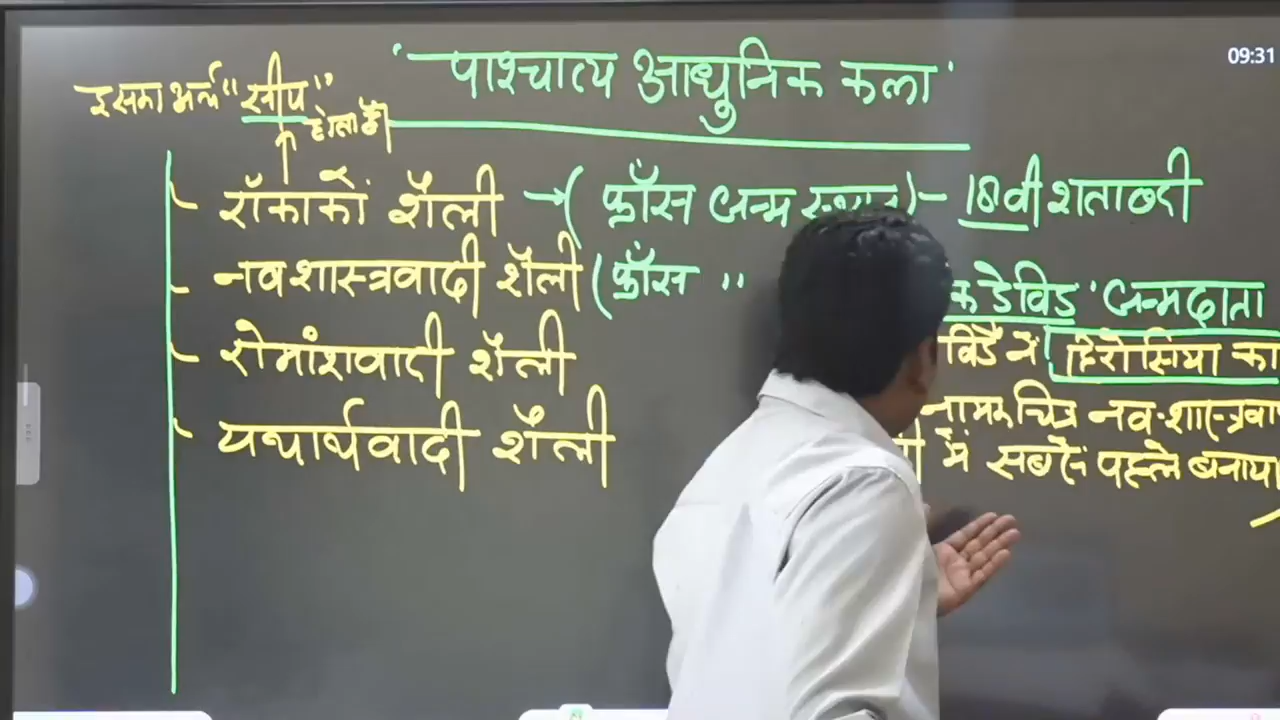 09:31
'पाश्चात्य आधुनिक कला'
इसका अर्थ "सीप"
होता है।
रॉकाकों शैली → ( फ्राँस जन्म स्थान ) - 18वी शताब्दी
नवशास्त्रवादी शैली ( फ्राँस ,,
क डेविड ' जन्मदाता
रोमांशवादी शैली
में हिरोसिया का
यथार्थवादी शैली
नामक चित्र नव-शास्त्रवा
में सबसे पहले बनाया